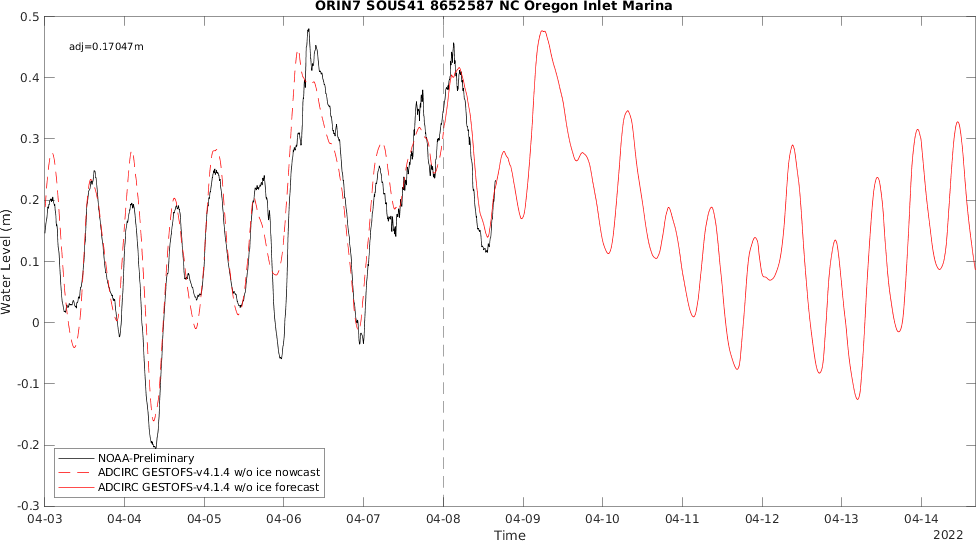 ORIN7 SOUS41 8652587 NC Oregon Inlet Marina
adj=0.17047m
0.5
0.4
0.3
0.2
0.1
0
-0.1
-0.2
-0.3
Water Level (m)
NOAA-Preliminary
ADCIRC GESTOFS-v4.1.4 w/o ice nowcast
ADCIRC GESTOFS-v4.1.4 w/o ice forecast
04-03 04-04 04-05 04-06 04-07 04-08 04-09 04-10 04-11 04-12 04-13 04-14
Time
2022